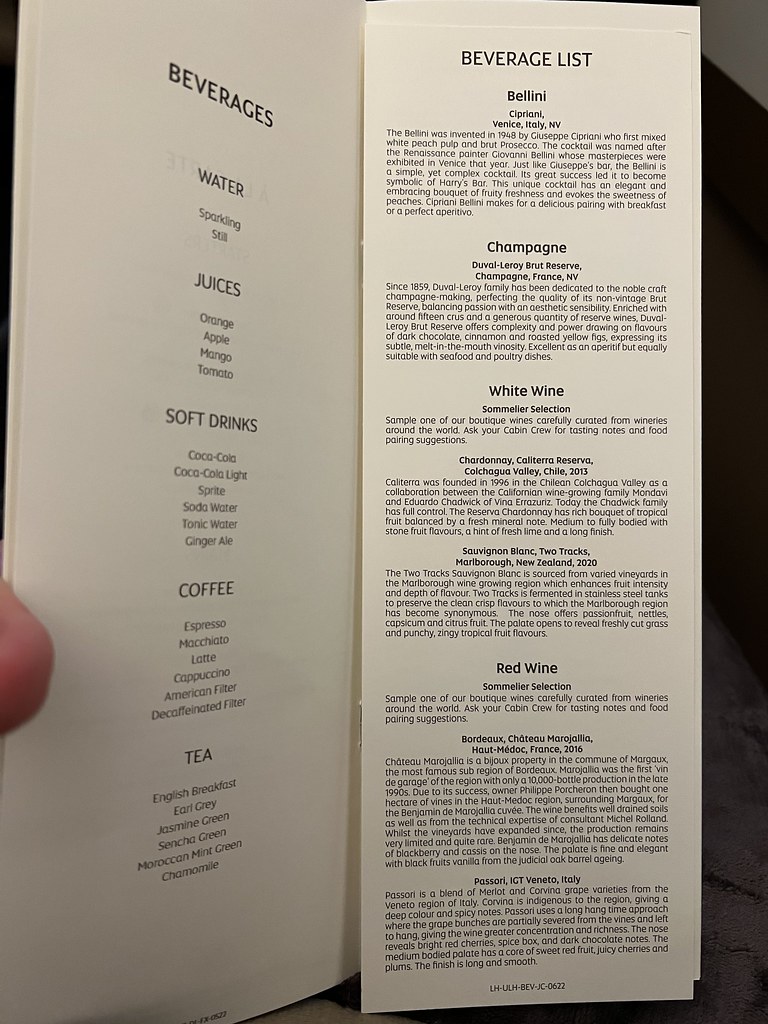 BEVERAGES
WATER
Sparkling
Still
JUICES
Orange
Apple
Mango
Tomato
SOFT DRINKS
Coca-Cola
Coca-Cola Light
Sprite
Soda Water
Tonic Water
Ginger Ale
COFFEE
Espresso
Macchiato
Latte
Cappuccino
American Filter
Decaffeinated Filter
TEA
English Breakfast
Earl Grey
Jasmine Green
Sencha Green
Moroccan Mint Green
Chamomile
BEVERAGE LIST
Bellini
Cipriani,
Venice, Italy, NV
The Bellini was invented in 1948 by Giuseppe Cipriani who first mixed
white peach pulp and brut Prosecco. The cocktail was named after
the Renaissance painter Giovanni Bellini whose masterpieces were
exhibited in Venice that year. Just like Giuseppe's bar, the Bellini is
a simple, yet complex cocktail. Its great success led it to become
symbolic of Harry's Bar. This unique cocktail has an elegant and
embracing bouquet of fruity freshness and evokes the sweetness of
peaches. Cipriani Bellini makes for a delicious pairing with breakfast
or a perfect aperitivo.
Champagne
Duval-Leroy Brut Reserve,
Champagne, France, NV
Since 1859, Duval-Leroy family has been dedicated to the noble craft
champagne-making, perfecting the quality of its non-vintage Brut
Reserve, balancing passion with an aesthetic sensibility. Enriched with
around fifteen crus and a generous quantity of reserve wines, Duval-
Leroy Brut Reserve offers complexity and power drawing on flavours
of dark chocolate, cinnamon and roasted yellow figs, expressing its
subtle, melt-in-the-mouth vinosity. Excellent as an aperitif but equally
suitable with seafood and poultry dishes.
White Wine
Sommelier Selection
Sample one of our boutique wines carefully curated from wineries
around the world. Ask your Cabin Crew for tasting notes and food
pairing suggestions.
Chardonnay, Caliterra Reserva,
Colchagua Valley, Chile, 2013
Caliterra was founded in 1996 in the Chilean Colchagua Valley as a
collaboration between the Californian wine-growing family Mondavi
and Eduardo Chadwick of Vina Errazuriz. Today the Chadwick family
has full control. The Reserva Chardonnay has rich bouquet of tropical
fruit balanced by a fresh mineral note. Medium to fully bodied with
stone fruit flavours, a hint of fresh lime and a long finish.
Sauvignon Blanc, Two Tracks,
Marlborough, New Zealand, 2020
The Two Tracks Sauvignon Blanc is sourced from varied vineyards in
the Marlborough wine growing region which enhances fruit intensity
and depth of flavour. Two Tracks is fermented in stainless steel tanks
to preserve the clean crisp flavours to which the Marlborough region
has become synonymous. The nose offers passionfruit, nettles,
capsicum and citrus fruit. The palate opens to reveal freshly cut grass
and punchy, zingy tropical fruit flavours.
Red Wine
Sommelier Selection
Sample one of our boutique wines carefully curated from wineries
around the world. Ask your Cabin Crew for tasting notes and food
pairing suggestions.
Bordeaux, Château Marojallia,
Haut-Médoc, France, 2016
Château Marojallia is a bijoux property in the commune of Margaux,
the most famous sub region of Bordeaux. Marojallia was the first 'vin
de garage' of the region with only a 10,000-bottle production in the late
1990s. Due to its success, owner Philippe Porcheron then bought one
hectare of vines in the Haut-Medoc region, surrounding Margaux, for
the Benjamin de Marojallia cuvée. The wine benefits well drained soils
as well as from the technical expertise of consultant Michel Rolland.
Whilst the vineyards have expanded since, the production remains
very limited and quite rare. Benjamin de Marojallia has delicate notes
of blackberry and cassis on the nose. The palate is fine and elegant
with black fruits vanilla from the judicial oak barrel ageing.
Passori, IGT Veneto, Italy
Passori is a blend of Merlot and Corvina grape varieties from the
Veneto region of Italy. Corvina is indigenous to the region, giving a
deep colour and spicy notes. Passori uses a long hang time approach
where the grape bunches are partially severed from the vines and left
to hang, giving the wine greater concentration and richness. The nose
reveals bright red cherries, spice box, and dark chocolate notes. The
medium bodied palate has a core of sweet red fruit, juicy cherries and
plums. The finish is long and smooth.
LH-ULH-BEV-JC-0622